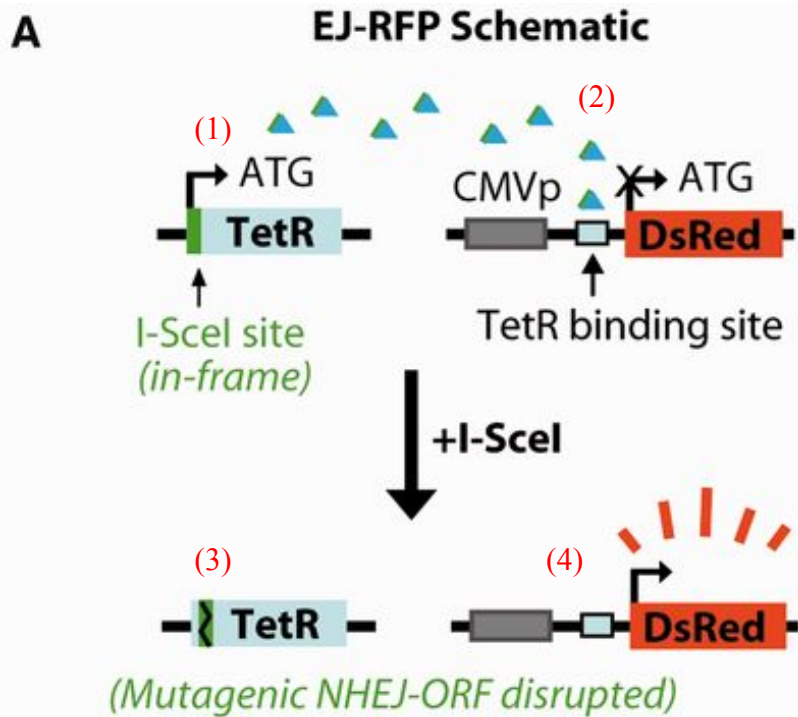 A
EJ-RFP Schematic
(1)
(2)
ATG
CMVp
ATG
TetR
DsRed
I-SceI site
(in-frame)
TetR binding site
+I-SceI
(3)
(4)
TetR
DsRed
(Mutagenic NHEJ-ORF disrupted)